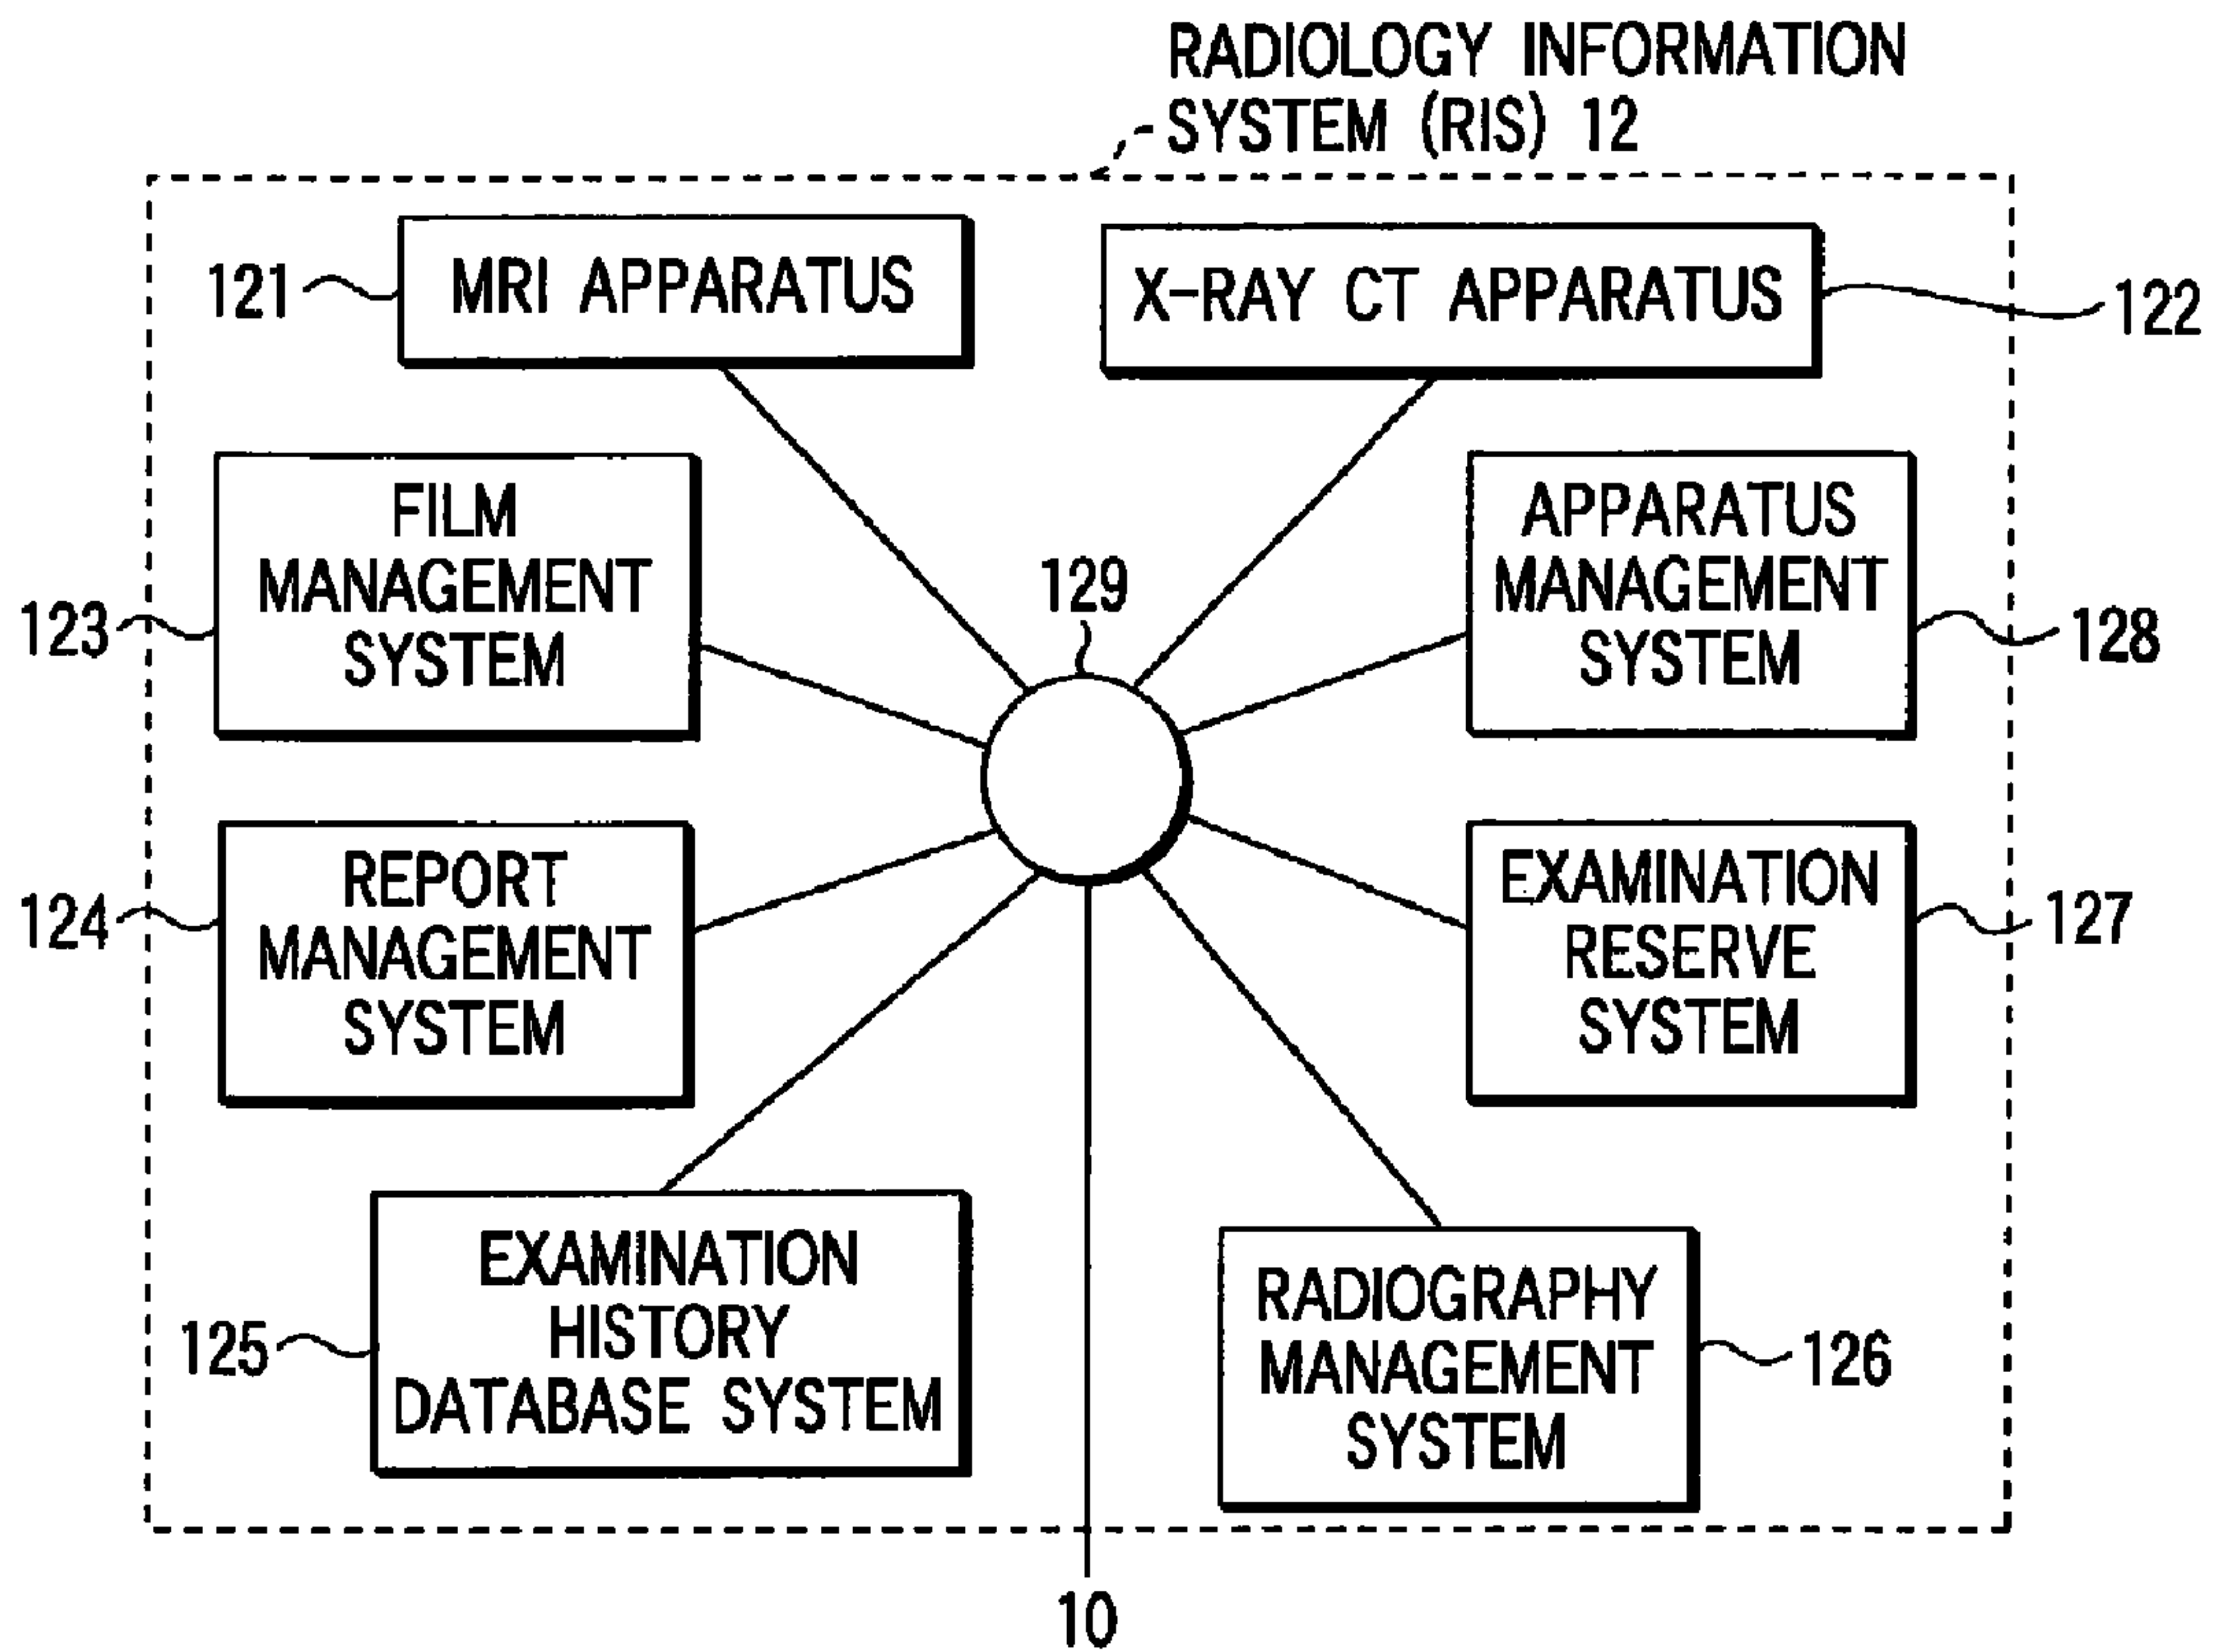 RADIOLOGY INFORMATION
SYSTEM (RIS) 12
121
MRI APPARATUS
X-RAY CT APPARATUS
122
123
FILM
MANAGEMENT
SYSTEM
129
APPARATUS
MANAGEMENT
SYSTEM
128
124
REPORT
MANAGEMENT
SYSTEM
EXAMINATION
RESERVE
SYSTEM
127
125
EXAMINATION
HISTORY
DATABASE SYSTEM
RADIOGRAPHY
MANAGEMENT
SYSTEM
126
10